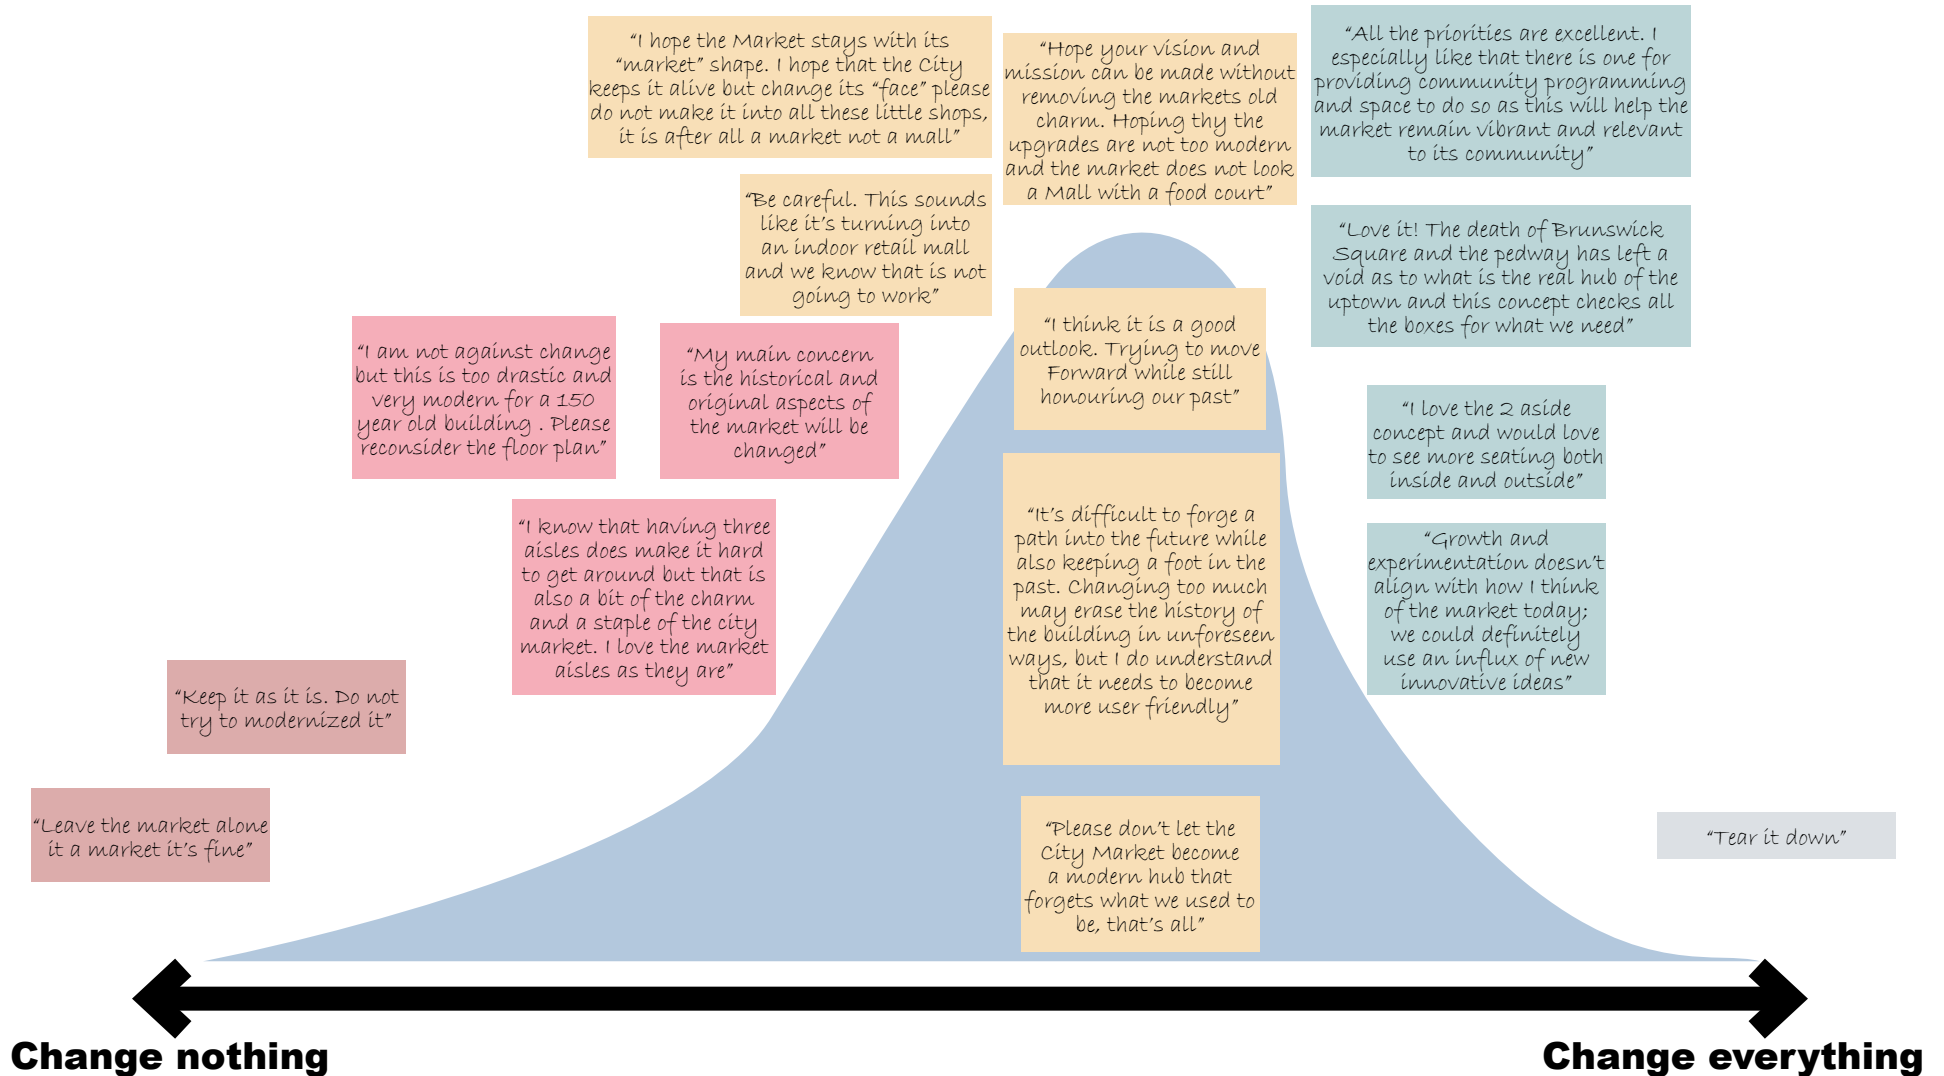 “I hope the Market stays with its
“market” shape. I hope that the City
keeps it alive but change its “face” please
do not make it into all these little shops,
it is after all a market not a mall”
“Hope your vision and
mission can be made without
removing the markets old
charm. Hoping thy the
upgrades are not too modern
and the market does not look
a Mall with a food court”
“All the priorities are excellent. I
especially like that there is one for
providing community programming
and space to do so as this will help the
market remain vibrant and relevant
to its community”
“Be careful. This sounds
like it’s turning into
an indoor retail mall
and we know that is not
going to work”
“Love it! The death of Brunswick
Square and the pedway has left a
void as to what is the real hub of the
uptown and this concept checks all
the boxes for what we need”
“I am not against change
but this is too drastic and
very modern for a 150
year old building . Please
reconsider the floor plan”
“My main concern
is the historical and
original aspects of
the market will be
changed”
“I think it is a good
outlook. Trying to move
Forward while still
honouring our past”
“I love the 2 aside
concept and would love
to see more seating both
inside and outside”
“I know that having three
aisles does make it hard
to get around but that is
also a bit of the charm
and a staple of the city
market. I love the market
aisles as they are”
“It’s difficult to forge a
path into the future while
also keeping a foot in the
past. Changing too much
may erase the history of
the building in unforeseen
ways, but I do understand
that it needs to become
more user friendly”
“Growth and
experimentation doesn’t
align with how I think
of the market today;
we could definitely
use an influx of new
innovative ideas”
“Keep it as it is. Do not
try to modernized it”
“Leave the market alone
it a market it’s fine”
“Please don’t let the
City Market become
a modern hub that
forgets what we used to
be, that’s all”
“Tear it down”
Change nothing
Change everything